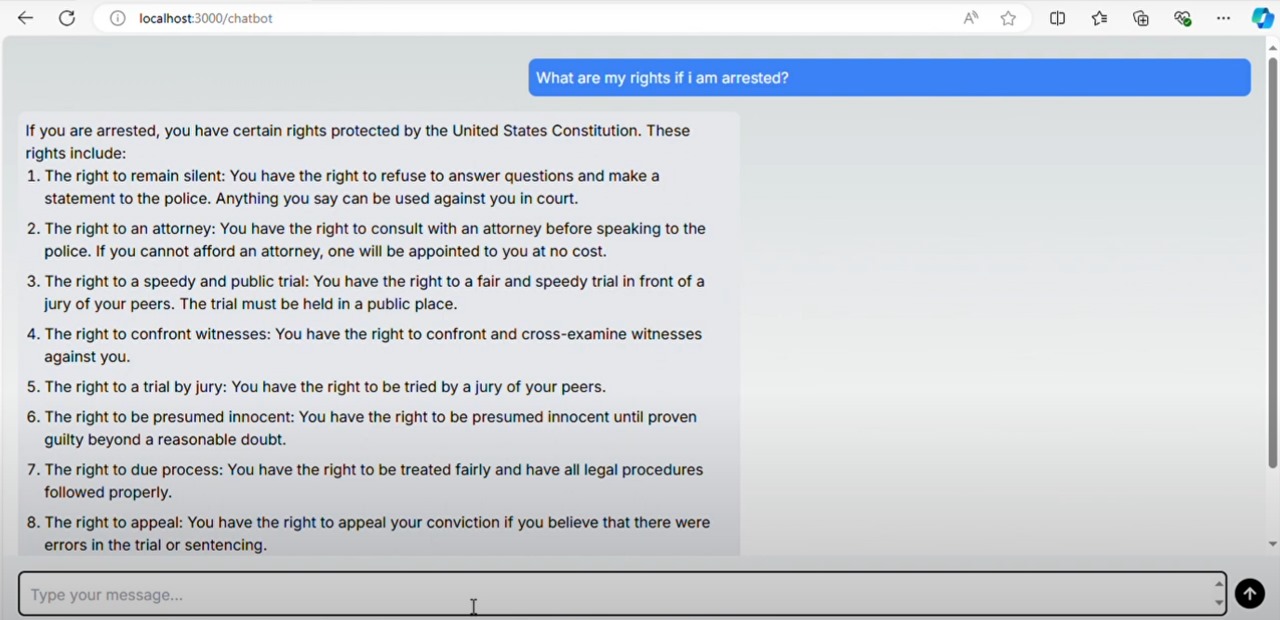 localhost:3000/chatbot
What are my rights if i am arrested?
If you are arrested, you have certain rights protected by the United States Constitution. These
rights include:
1. The right to remain silent: You have the right to refuse to answer questions and make a
statement to the police. Anything you say can be used against you in court.
2. The right to an attorney: You have the right to consult with an attorney before speaking to the
police. If you cannot afford an attorney, one will be appointed to you at no cost.
3. The right to a speedy and public trial: You have the right to a fair and speedy trial in front of a
jury of your peers. The trial must be held in a public place.
4. The right to confront witnesses: You have the right to confront and cross-examine witnesses
against you.
5. The right to a trial by jury: You have the right to be tried by a jury of your peers.
6. The right to be presumed innocent: You have the right to be presumed innocent until proven
guilty beyond a reasonable doubt.
7. The right to due process: You have the right to be treated fairly and have all legal procedures
followed properly.
8. The right to appeal: You have the right to appeal your conviction if you believe that there were
errors in the trial or sentencing.
Type your message...